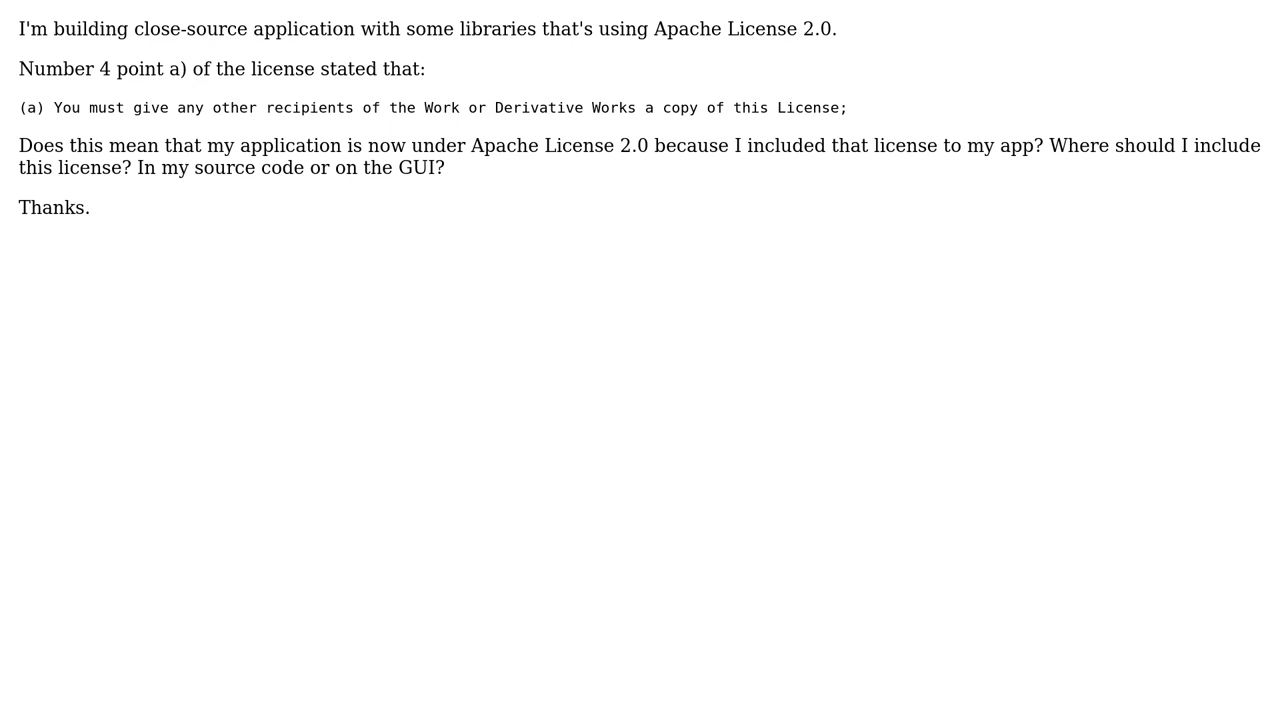 I'm building close-source application with some libraries that's using Apache License 2.0.
Number 4 point a) of the license stated that:
(a) You must give any other recipients of the Work or Derivative Works a copy of this License;
Does this mean that my application is now under Apache License 2.0 because I included that license to my app? Where should I include
this license? In my source code or on the GUI?
Thanks.